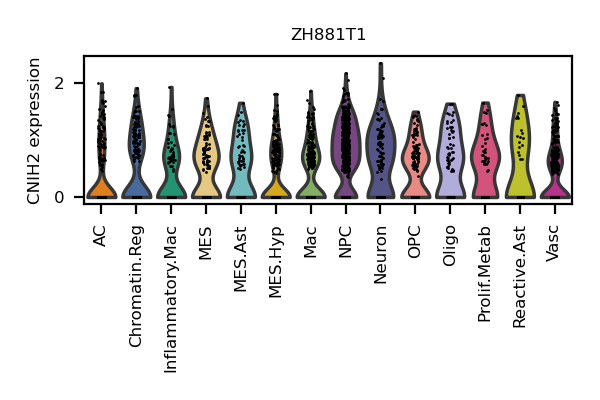 ZH881T1
CNIH2 expression
2
0
AC
Chromatin.Reg
Inflammatory.Mac
MES
MES.Ast
MES.Hyp
Mac
NPC
Neuron
OPC
Oligo
Prolif.Metab
Reactive.Ast
Vasc